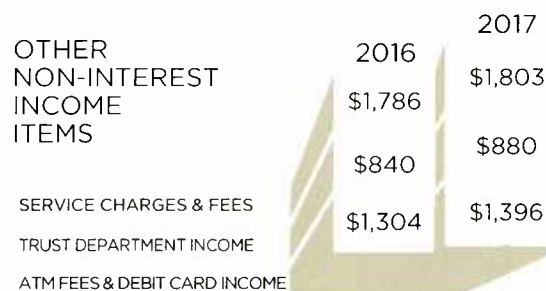 OTHER
NON-INTEREST
INCOME
ITEMS
SERVICE CHARGES & FEES
TRUST DEPARTMENT INCOME
ATM FEES & DEBIT CARD INCOME
2016
$1,786
$840
$1,304
2017
$1,803
$880
$1,396